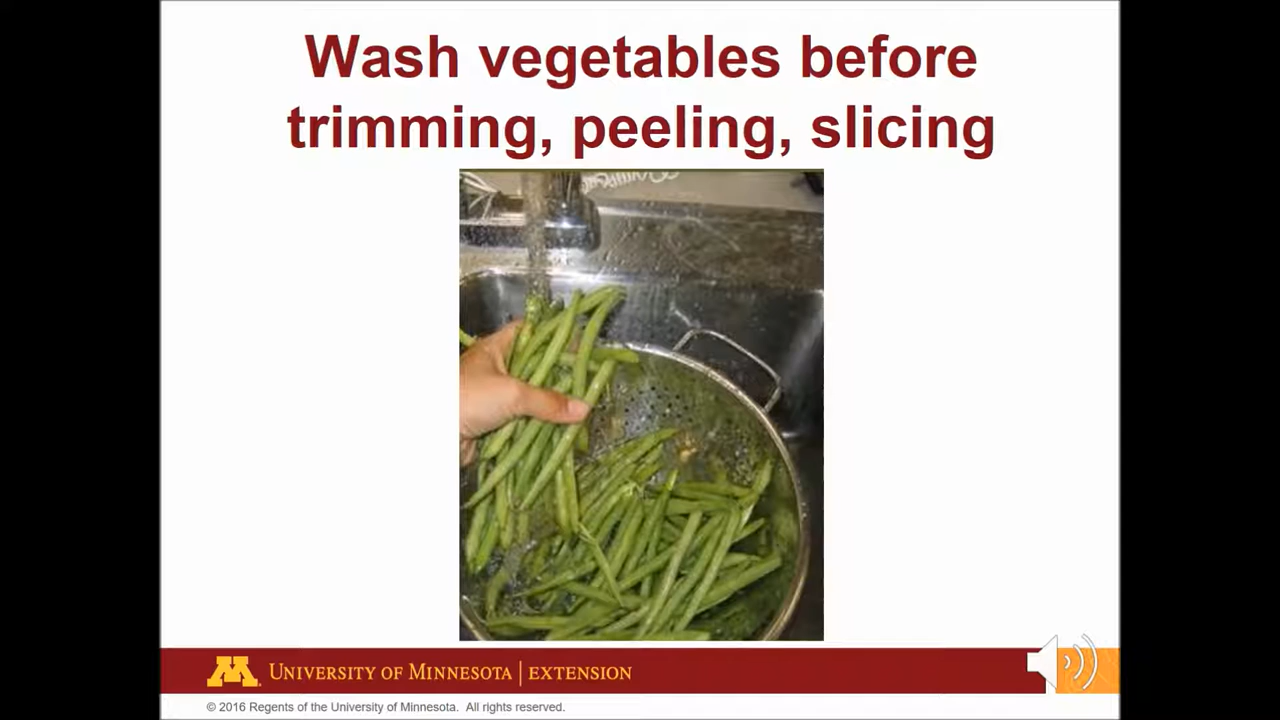 Wash vegetables before
trimming, peeling, slicing
UNIVERSITY OF MINNESOTA | EXTENSION
© 2016 Regents of the University of Minnesota. All rights reserved.